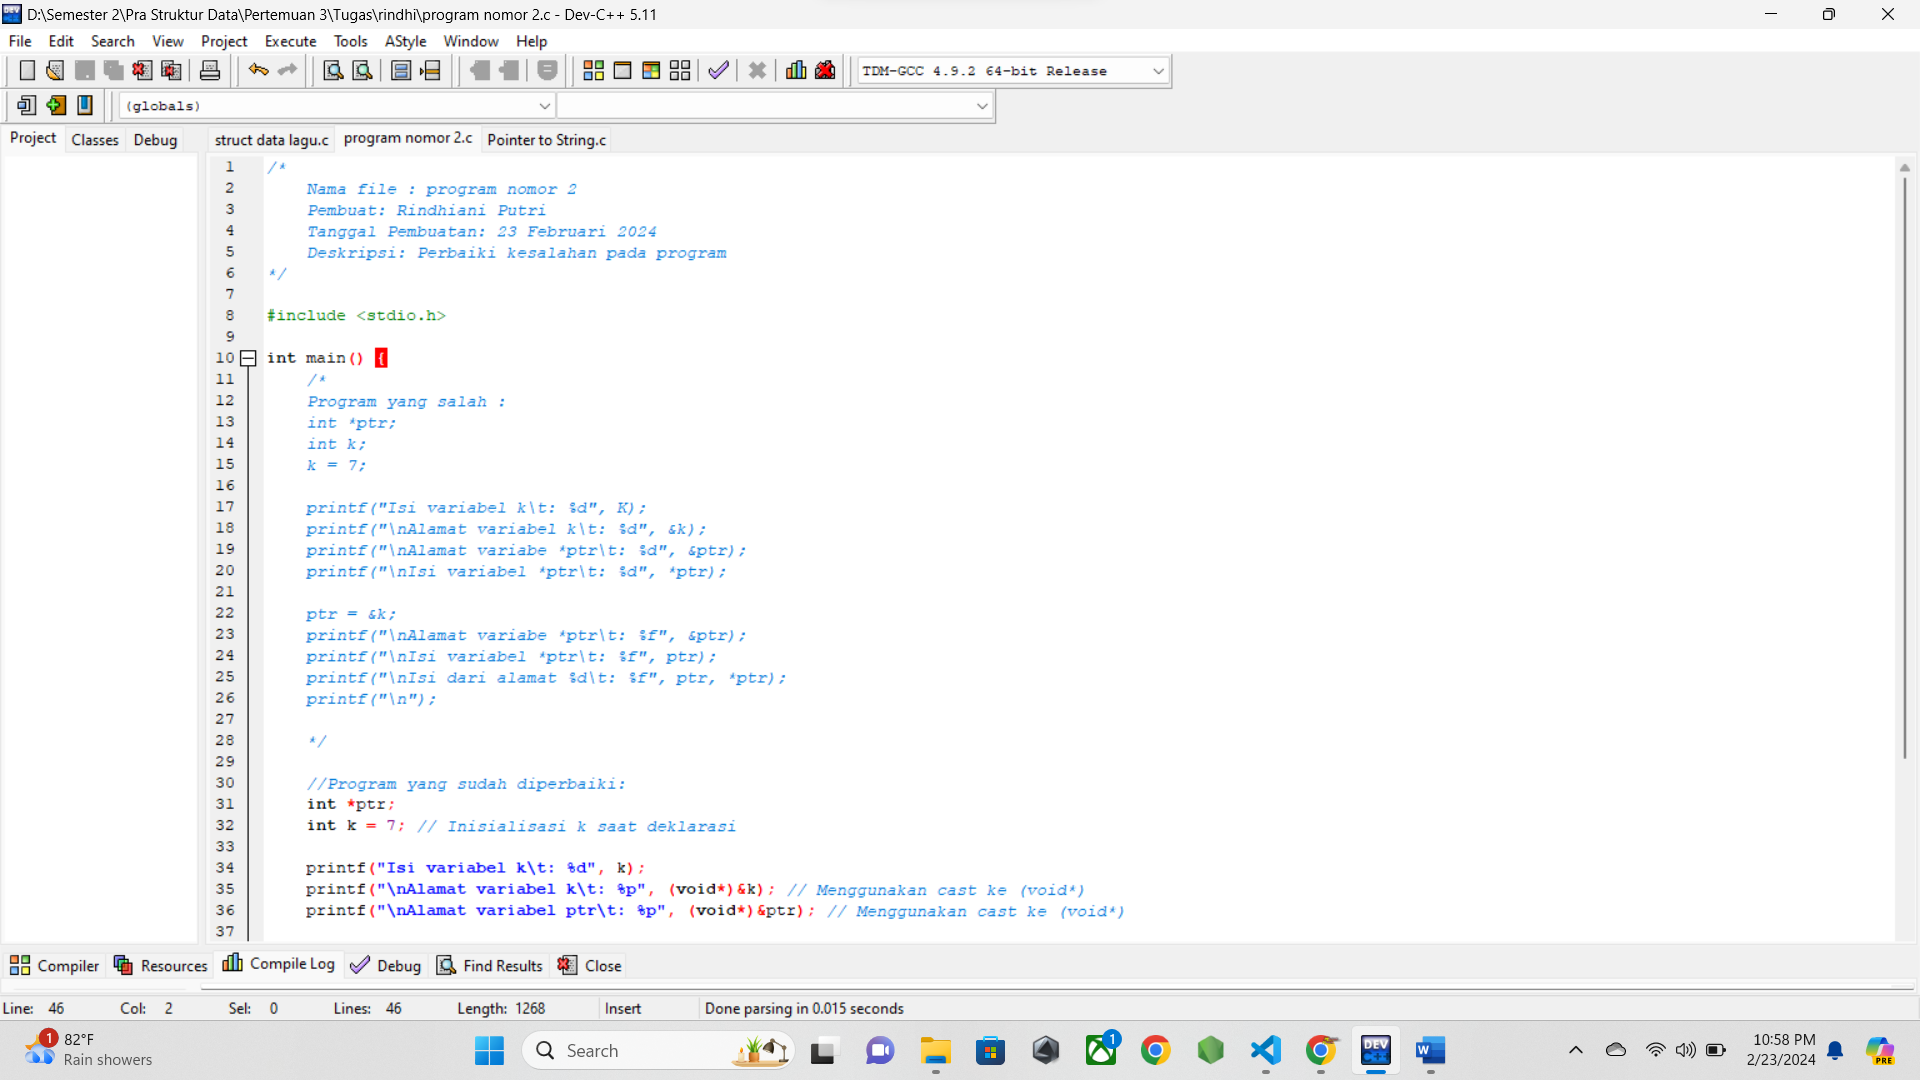 D:\Semester 2\Pra Struktur Data\Pertemuan 3\Tugas\rindhi\program nomor 2.c - Dev-C++ 5.11
File Edit Search View Project Execute Tools AStyle Window Help
TDM-GCC 4.9.2 64-bit Release
(globals)
Project Classes Debug struct data lagu.c program nomor 2.c Pointer to String.c
1 /*
2 Nama file : program nomor 2
3 Pembuat: Rindhiani Putri
4 Tanggal Pembuatan: 23 Februari 2024
5 Deskripsi: Perbaiki kesalahan pada program
6 */
7
8 #include <stdio.h>
9
10 int main() {
11 /*
12 Program yang salah :
13 int *ptr;
14 int k;
15 k = 7;
16
17 printf("Isi variabel k\t: %d", K);
18 printf("\nAlamat variabel k\t: %d", &k);
19 printf("\nAlamat variabe *ptr\t: %d", &ptr);
20 printf("\nIsi variabel *ptr\t: %d", *ptr);
21
22 ptr = &k;
23 printf("\nAlamat variabe *ptr\t: %f", &ptr);
24 printf("\nIsi variabel *ptr\t: %f", ptr);
25 printf("\nIsi dari alamat %d\t: %f", ptr, *ptr);
26 printf("\n");
27
28 */
29
30 //Program yang sudah diperbaiki:
31 int *ptr;
32 int k = 7; // Inisialisasi k saat deklarasi
33
34 printf("Isi variabel k\t: %d", k);
35 printf("\nAlamat variabel k\t: %p", (void*)&k); // Menggunakan cast ke (void*)
36 printf("\nAlamat variabel ptr\t: %p", (void*)&ptr); // Menggunakan cast ke (void*)
37
Compiler Resources Compile Log Debug Find Results Close
Line: 46 Col: 2 Sel: 0 Lines: 46 Length: 1268 Insert Done parsing in 0.015 seconds
1 82°F
Rain showers
Search
1
DEV C++
W
PRE
10:58 PM
2/23/2024